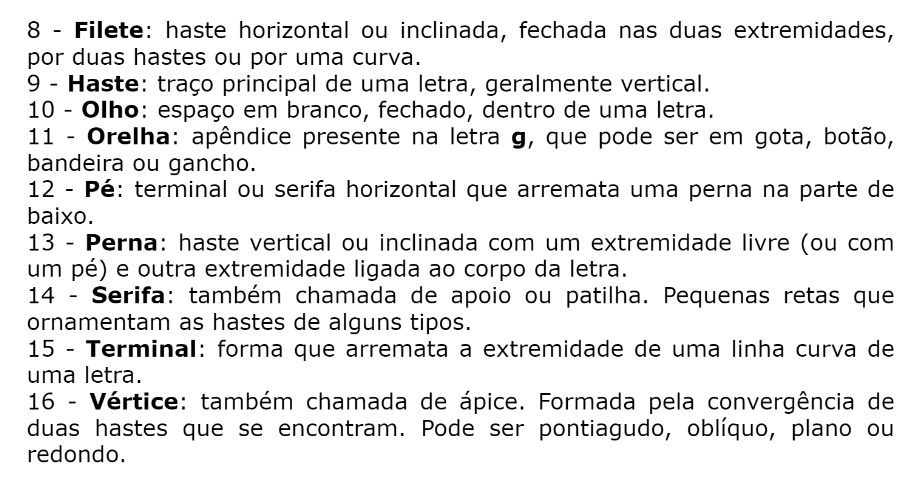 8 - Filete: haste horizontal ou inclinada, fechada nas duas extremidades,
por duas hastes ou por uma curva.
9 - Haste: traço principal de uma letra, geralmente vertical.
10 - Olho: espaço em branco, fechado, dentro de uma letra.
11 - Orelha: apêndice presente na letra g, que pode ser em gota, botão,
bandeira ou gancho.
12 - Pé: terminal ou serifa horizontal que arremata uma perna na parte de
baixo.
13 - Perna: haste vertical ou inclinada com um extremidade livre (ou com
um pé) e outra extremidade ligada ao corpo da letra.
14 - Serifa: também chamada de apoio ou patilha. Pequenas retas que
ornamentam as hastes de alguns tipos.
15 - Terminal: forma que arremata a extremidade de uma linha curva de
uma letra.
16 - Vértice: também chamada de ápice. Formada pela convergência de
duas hastes que se encontram. Pode ser pontiagudo, oblíquo, plano ou
redondo.